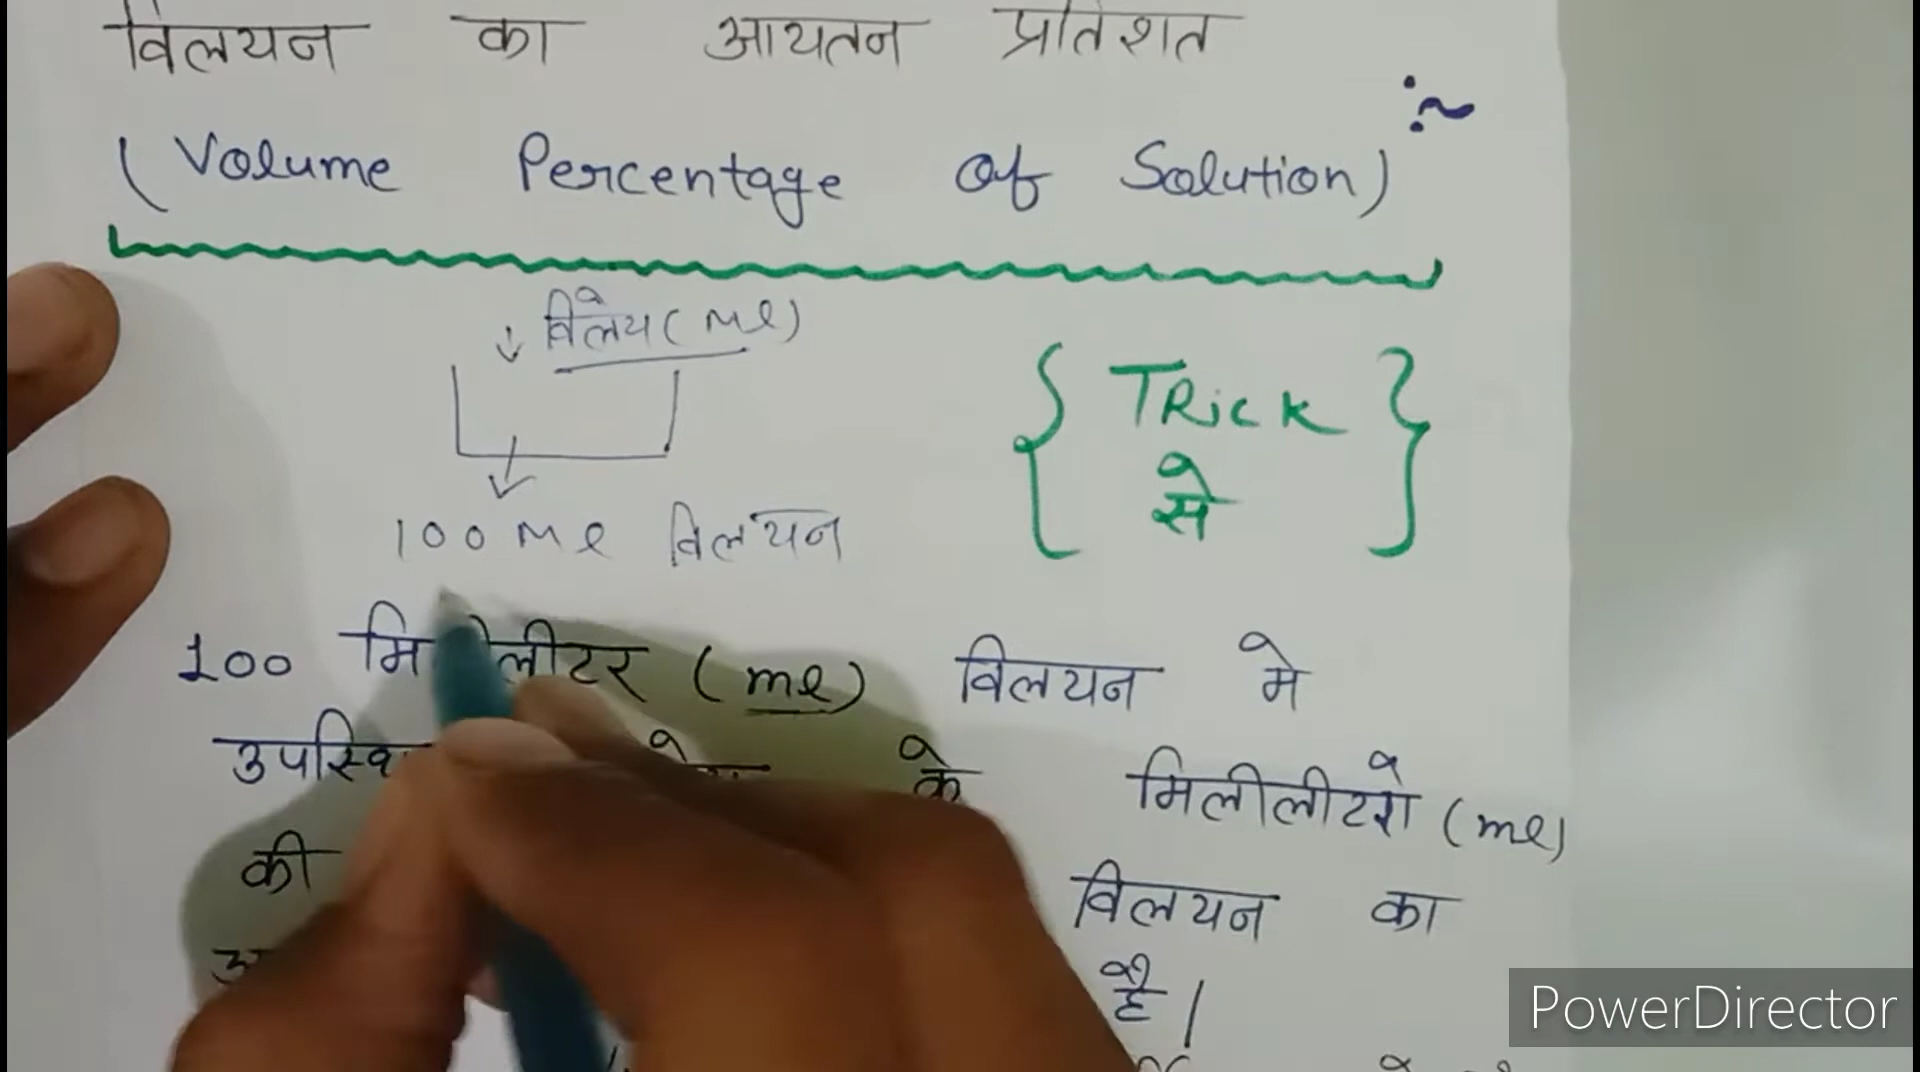 विलयन का आयतन प्रतिशत
(Volume Percentage of Solution) :~
↓ विलेय (ml)
100 ml विलयन
{ TRicK से }
100 मिलीलीटर (ml) विलयन मे
के मिलीलीटरो (ml)
की विलयन का
है।
PowerDirector